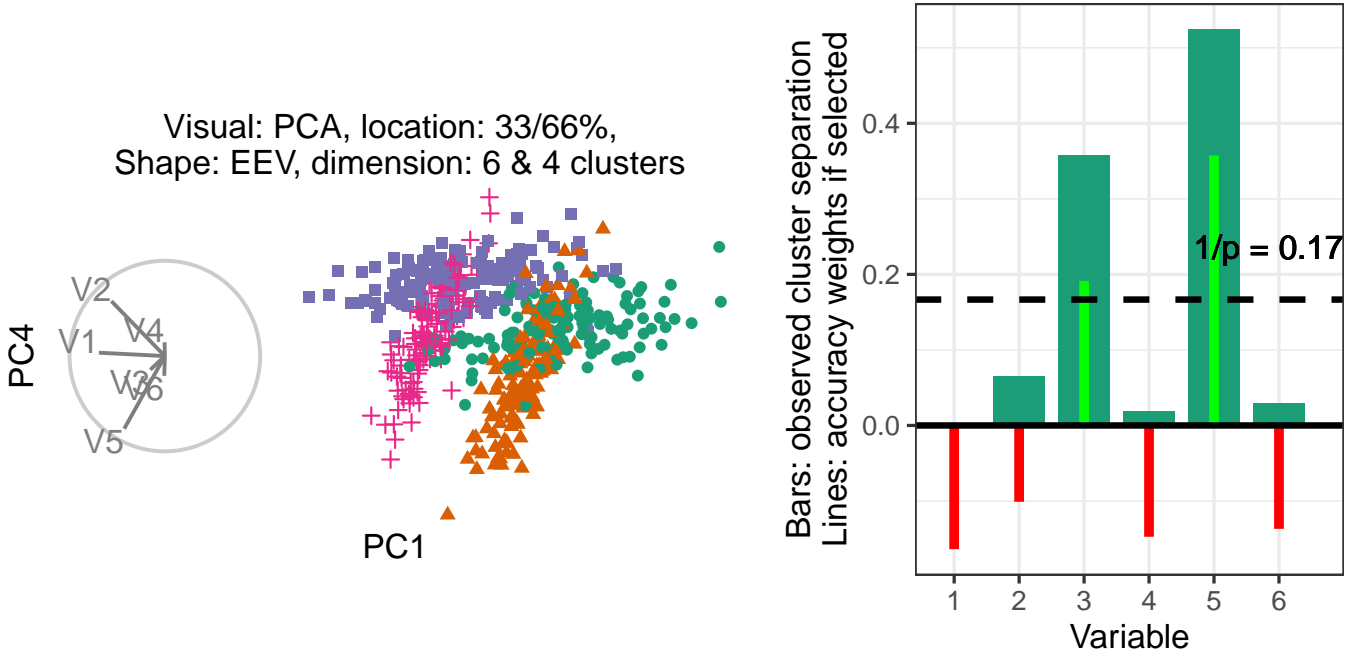 Visual: PCA, location: 33/66%,
Shape: EEV, dimension: 6 & 4 clusters
PC4
V2
V4
V1
V3
V6
V5
PC1
Bars: observed cluster separation
Lines: accuracy weights if selected
0.4
0.2
0.0
1/p = 0.17
1 2 3 4 5 6
Variable